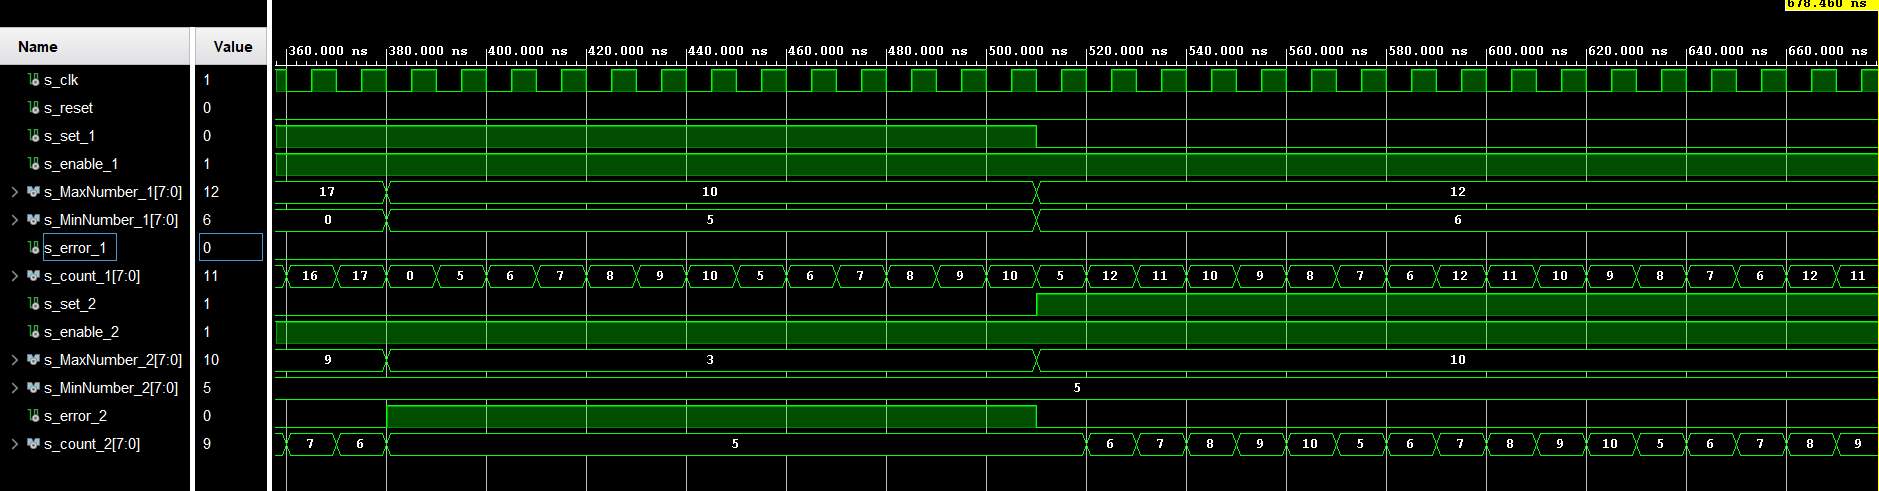 678.460 ns
Name Value 360.000 ns 380.000 ns 400.000 ns 420.000 ns 440.000 ns 460.000 ns 480.000 ns 500.000 ns 520.000 ns 540.000 ns 560.000 ns 580.000 ns 600.000 ns 620.000 ns 640.000 ns 660.000 ns
s_clk 1
s_reset 0
s_set_1 0
s_enable_1 1
s_MaxNumber_1[7:0] 12 17 10 12
s_MinNumber_1[7:0] 6 0 5 6
s_error_1 0
s_count_1[7:0] 11 16 17 0 5 6 7 8 9 10 5 6 7 8 9 10 5 12 11 10 9 8 7 6 12 11 10 9 8 7 6 12 11
s_set_2 1
s_enable_2 1
s_MaxNumber_2[7:0] 10 9 3 10
s_MinNumber_2[7:0] 5 5
s_error_2 0
s_count_2[7:0] 9 7 6 5 6 7 8 9 10 5 6 7 8 9 10 5 6 7 8 9